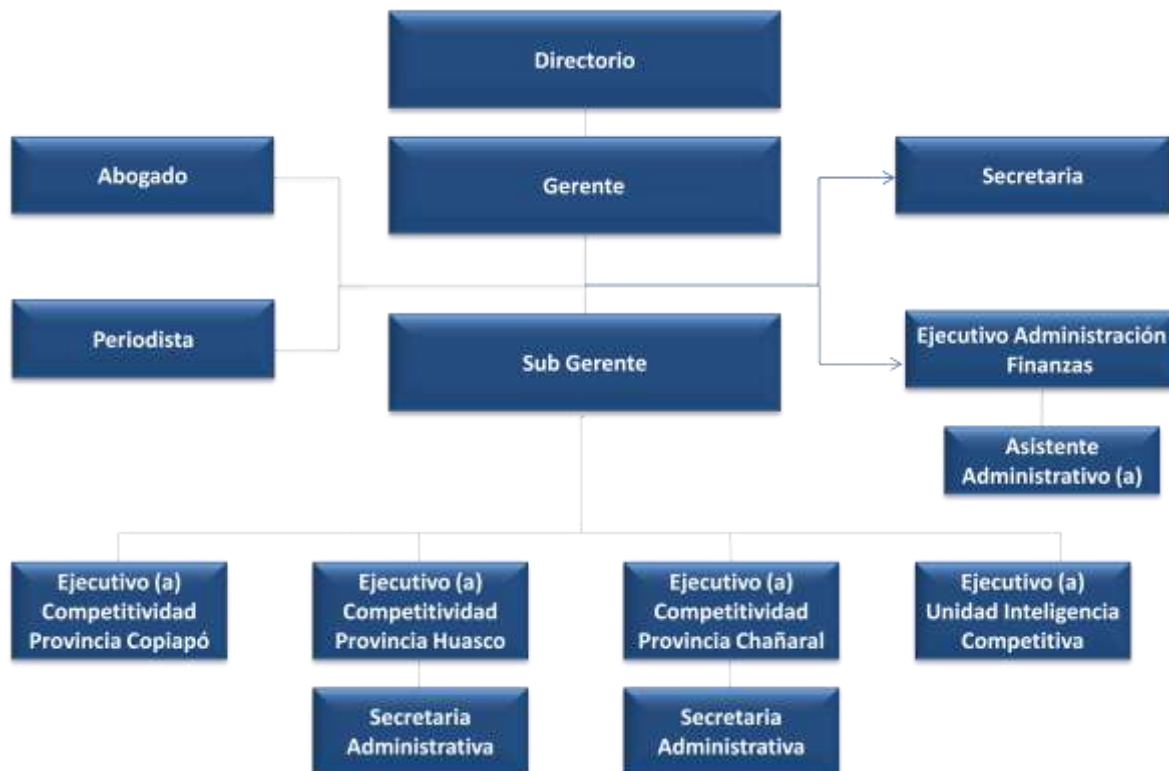 Directorio
Abogado
Gerente
Secretaria
Periodista
Sub Gerente
Ejecutivo Administración
Finanzas
Asistente
Administrativo (a)
Ejecutivo (a)
Competitividad
Provincia Copiapó
Ejecutivo (a)
Competitividad
Provincia Huasco
Ejecutivo (a)
Competitividad
Provincia Chañaral
Ejecutivo (a)
Unidad Inteligencia
Competitiva
Secretaria
Administrativa
Secretaria
Administrativa